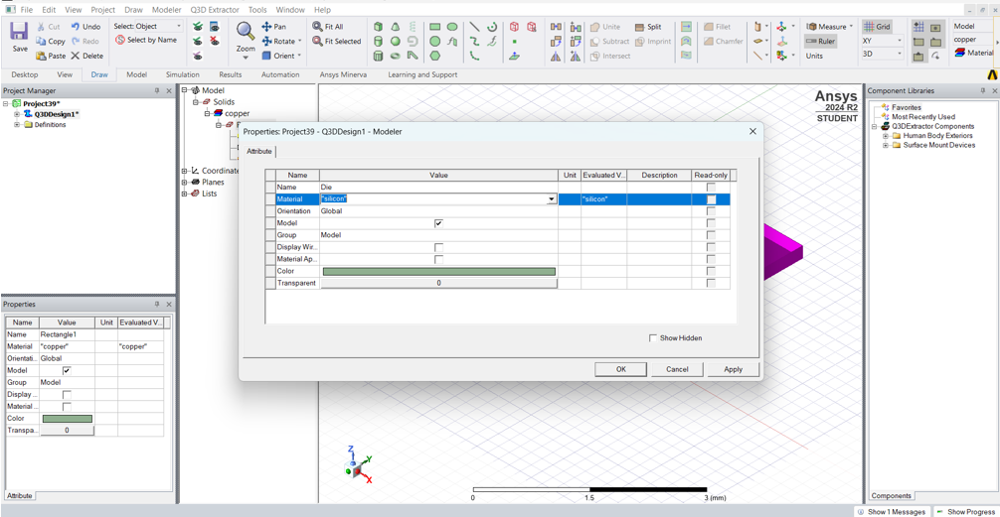 File Edit View Project Draw Modeler Q3D Extractor Tools Window Help
Save
Cut Undo
Copy Redo
Paste Delete
Select: Object
Select by Name
Zoom
Pan
Rotate
Orient
Fit All
Fit Selected
Unite Split
Subtract Imprint
Intersect
Fillet
Chamfer
Measure
Ruler
Units
Grid
XY
3D
Model
copper
Material
Desktop View Draw Model Simulation Results Automation Ansys Minerva Learning and Support
Project Manager
Project39*
Q3DDesign1*
Definitions
Model
Solids
copper
Coordinate
Planes
Lists
Ansys
2024 R2
STUDENT
Component Libraries
Favorites
Most Recently Used
Q3DExtractor Components
Human Body Exteriors
Surface Mount Devices
Properties: Project39 - Q3DDesign1 - Modeler
Attribute
Name Value Unit Evaluated V... Description Read-only
Name Die
Material "silicon" "silicon"
Orientation Global
Model
Group Model
Display Wir...
Material Ap...
Color
Transparent 0
Show Hidden
OK Cancel Apply
Properties
Name Value Unit Evaluated V...
Name Rectangle1
Material "copper" "copper"
Orientati... Global
Model
Group Model
Display ...
Material ...
Color
Transpa... 0
Attribute
Z
Y
X
0 1.5 3 (mm)
Components
Show 1 Messages Show Progress